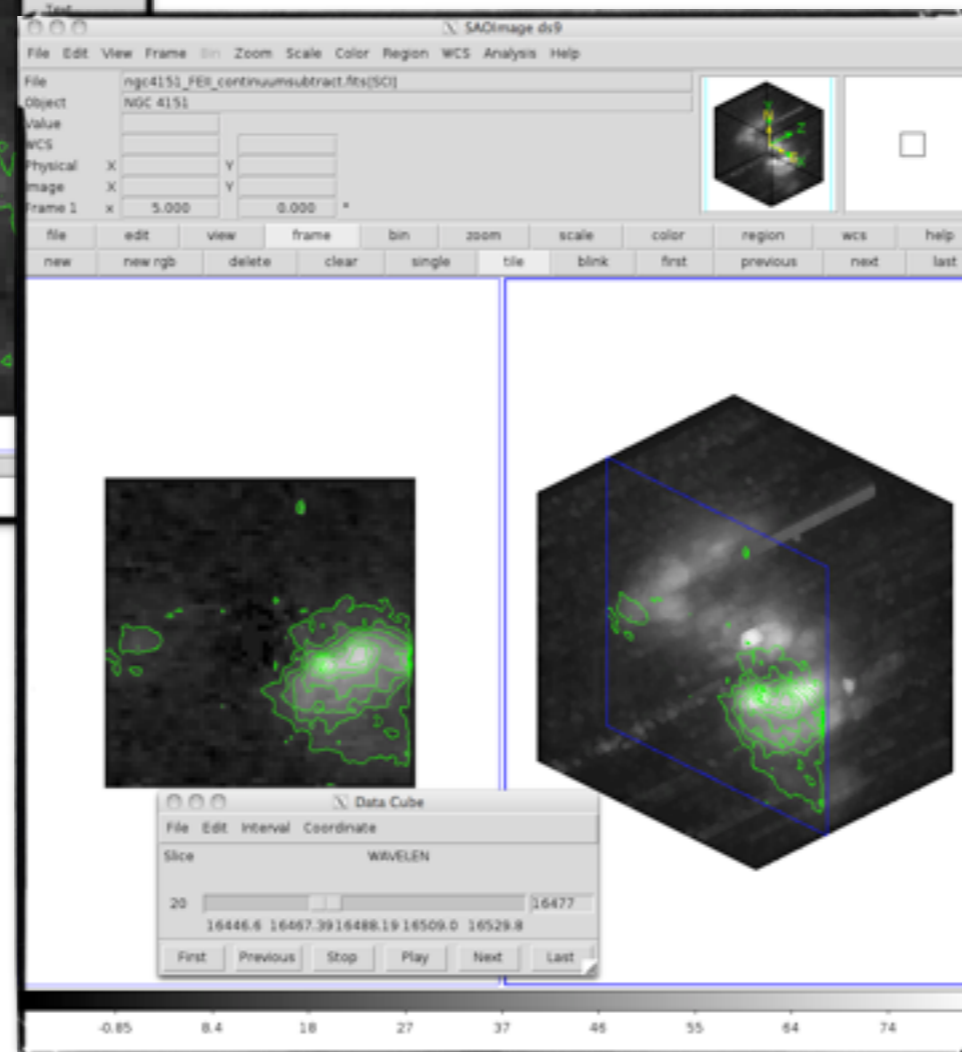 Text
SAOImage ds9
File Edit View Frame Bin Zoom Scale Color Region WCS Analysis Help
File ngc4151_FEII_continuumsubtract.fits[SCI]
Object NGC 4151
Value
WCS
Physical X Y
Image X Y
Frame 1 x 5.000 0.000 °
file edit view frame bin zoom scale color region wcs help
new new rgb delete clear single tile blink first previous next last
Data Cube
File Edit Interval Coordinate
Slice WAVELEN
20 16477
16446.6 16467.39 16488.19 16509.0 16529.8
First Previous Stop Play Next Last
-0.85 8.4 18 27 37 46 55 64 74